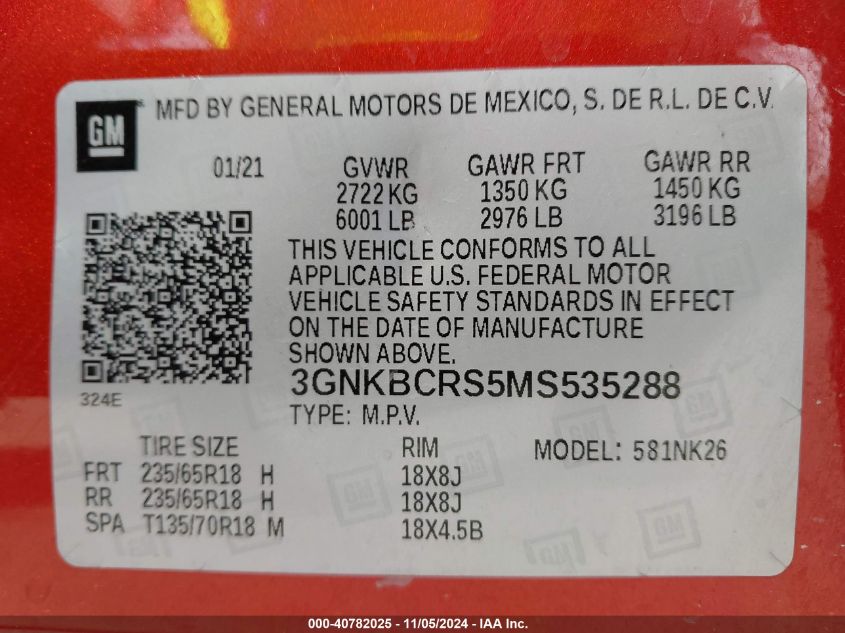 GM
MFD BY GENERAL MOTORS DE MEXICO, S. DE R.L. DE C.V.
01/21 GVWR GAWR FRT GAWR RR
2722 KG 1350 KG 1450 KG
6001 LB 2976 LB 3196 LB
THIS VEHICLE CONFORMS TO ALL
APPLICABLE U.S. FEDERAL MOTOR
VEHICLE SAFETY STANDARDS IN EFFECT
ON THE DATE OF MANUFACTURE
SHOWN ABOVE.
3GNKBCRS5MS535288
324E
TYPE: M.P.V.
TIRE SIZE RIM MODEL: 581NK26
FRT 235/65R18 H 18X8J
RR 235/65R18 H 18X8J
SPA T135/70R18 M 18X4.5B
000-40782025 - 11/05/2024 - IAA Inc.